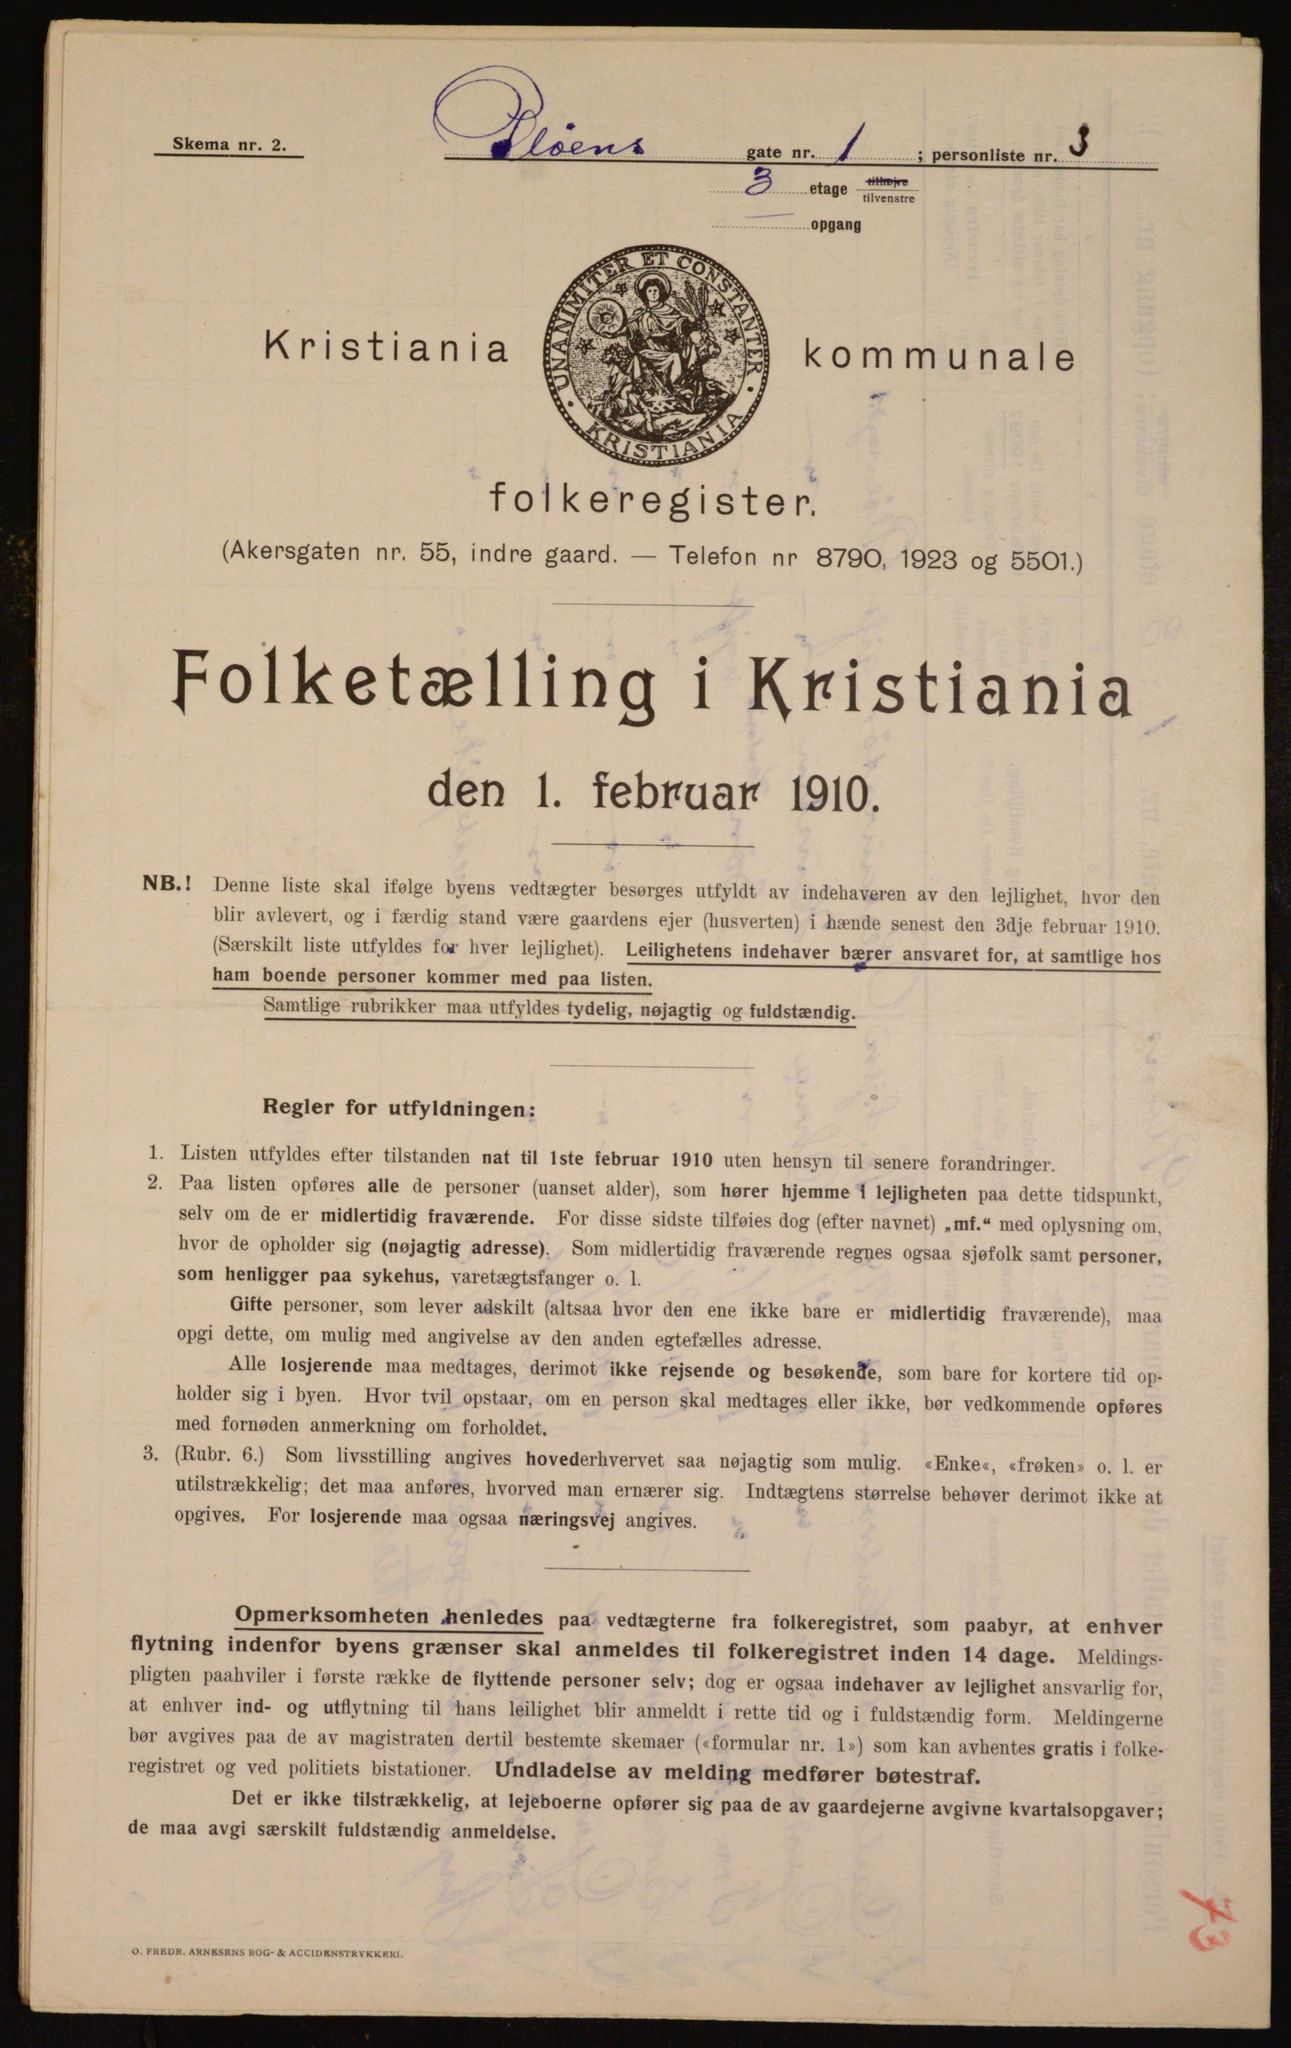 Skema nr. 2.
Pløens gate nr. 1; personliste nr. 3
3 etage tilhøjre
tilvenstre
— opgang
UNANIMITER ET CONSTANTER · KRISTIANIA ·
Kristiania kommunale
folkeregister.
(Akersgaten nr. 55, indre gaard. — Telefon nr 8790, 1923 og 5501.)
Folketælling i Kristiania
den 1. februar 1910.
NB.! Denne liste skal ifølge byens vedtægter besørges utfyldt av indehaveren av den lejlighet, hvor den
blir avlevert, og i færdig stand være gaardens ejer (husverten) i hænde senest den 3dje februar 1910.
(Særskilt liste utfyldes for hver lejlighet). Leilighetens indehaver bærer ansvaret for, at samtlige hos
ham boende personer kommer med paa listen.
Samtlige rubrikker maa utfyldes tydelig, nøjagtig og fuldstændig.
Regler for utfyldningen:
1. Listen utfyldes efter tilstanden nat til 1ste februar 1910 uten hensyn til senere forandringer.
2. Paa listen opføres alle de personer (uanset alder), som hører hjemme i lejligheten paa dette tidspunkt,
selv om de er midlertidig fraværende. For disse sidste tilføies dog (efter navnet) „mf.“ med oplysning om,
hvor de opholder sig (nøjagtig adresse). Som midlertidig fraværende regnes ogsaa sjøfolk samt personer,
som henligger paa sykehus, varetægtsfanger o. l.
Gifte personer, som lever adskilt (altsaa hvor den ene ikke bare er midlertidig fraværende), maa
opgi dette, om mulig med angivelse av den anden egtefælles adresse.
Alle losjerende maa medtages, derimot ikke rejsende og besøkende, som bare for kortere tid op-
holder sig i byen. Hvor tvil opstaar, om en person skal medtages eller ikke, bør vedkommende opføres
med fornøden anmerkning om forholdet.
3. (Rubr. 6.) Som livsstilling angives hovederhvervet saa nøjagtig som mulig. «Enke«, «frøken» o. l. er
utilstrækkelig; det maa anføres, hvorved man ernærer sig. Indtægtens størrelse behøver derimot ikke at
opgives. For losjerende maa ogsaa næringsvej angives.
Opmerksomheten henledes paa vedtægterne fra folkeregistret, som paabyr, at enhver
flytning indenfor byens grænser skal anmeldes til folkeregistret inden 14 dage. Meldings-
pligten paahviler i første række de flyttende personer selv; dog er ogsaa indehaver av lejlighet ansvarlig for,
at enhver ind- og utflytning til hans leilighet blir anmeldt i rette tid og i fuldstændig form. Meldingerne
bør avgives paa de av magistraten dertil bestemte skemaer («formular nr. 1») som kan avhentes gratis i folke-
registret og ved politiets bistationer. Undladelse av melding medfører bøtestraf.
Det er ikke tilstrækkelig, at lejeboerne opfører sig paa de av gaardejerne avgivne kvartalsopgaver;
de maa avgi særskilt fuldstændig anmeldelse.
73
O. FREDR. ARNESENS BOG- & ACCIDENSTRYKKERI.